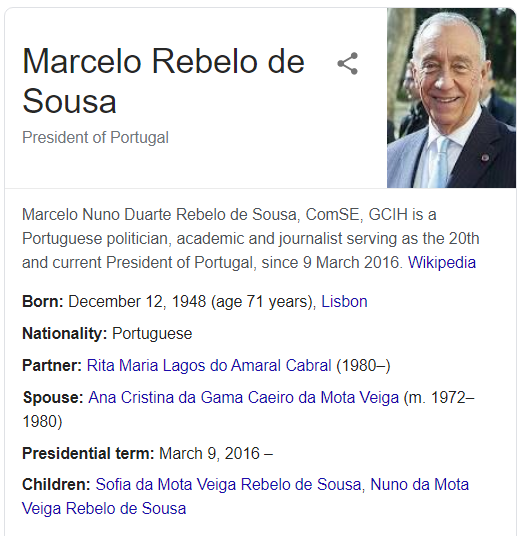 Marcelo Rebelo de
Sousa
President of Portugal
Marcelo Nuno Duarte Rebelo de Sousa, ComSE, GCIH is a
Portuguese politician, academic and journalist serving as the 20th
and current President of Portugal, since 9 March 2016. Wikipedia
Born: December 12, 1948 (age 71 years), Lisbon
Nationality: Portuguese
Partner: Rita Maria Lagos do Amaral Cabral (1980–)
Spouse: Ana Cristina da Gama Caeiro da Mota Veiga (m. 1972–
1980)
Presidential term: March 9, 2016 –
Children: Sofia da Mota Veiga Rebelo de Sousa, Nuno da Mota
Veiga Rebelo de Sousa